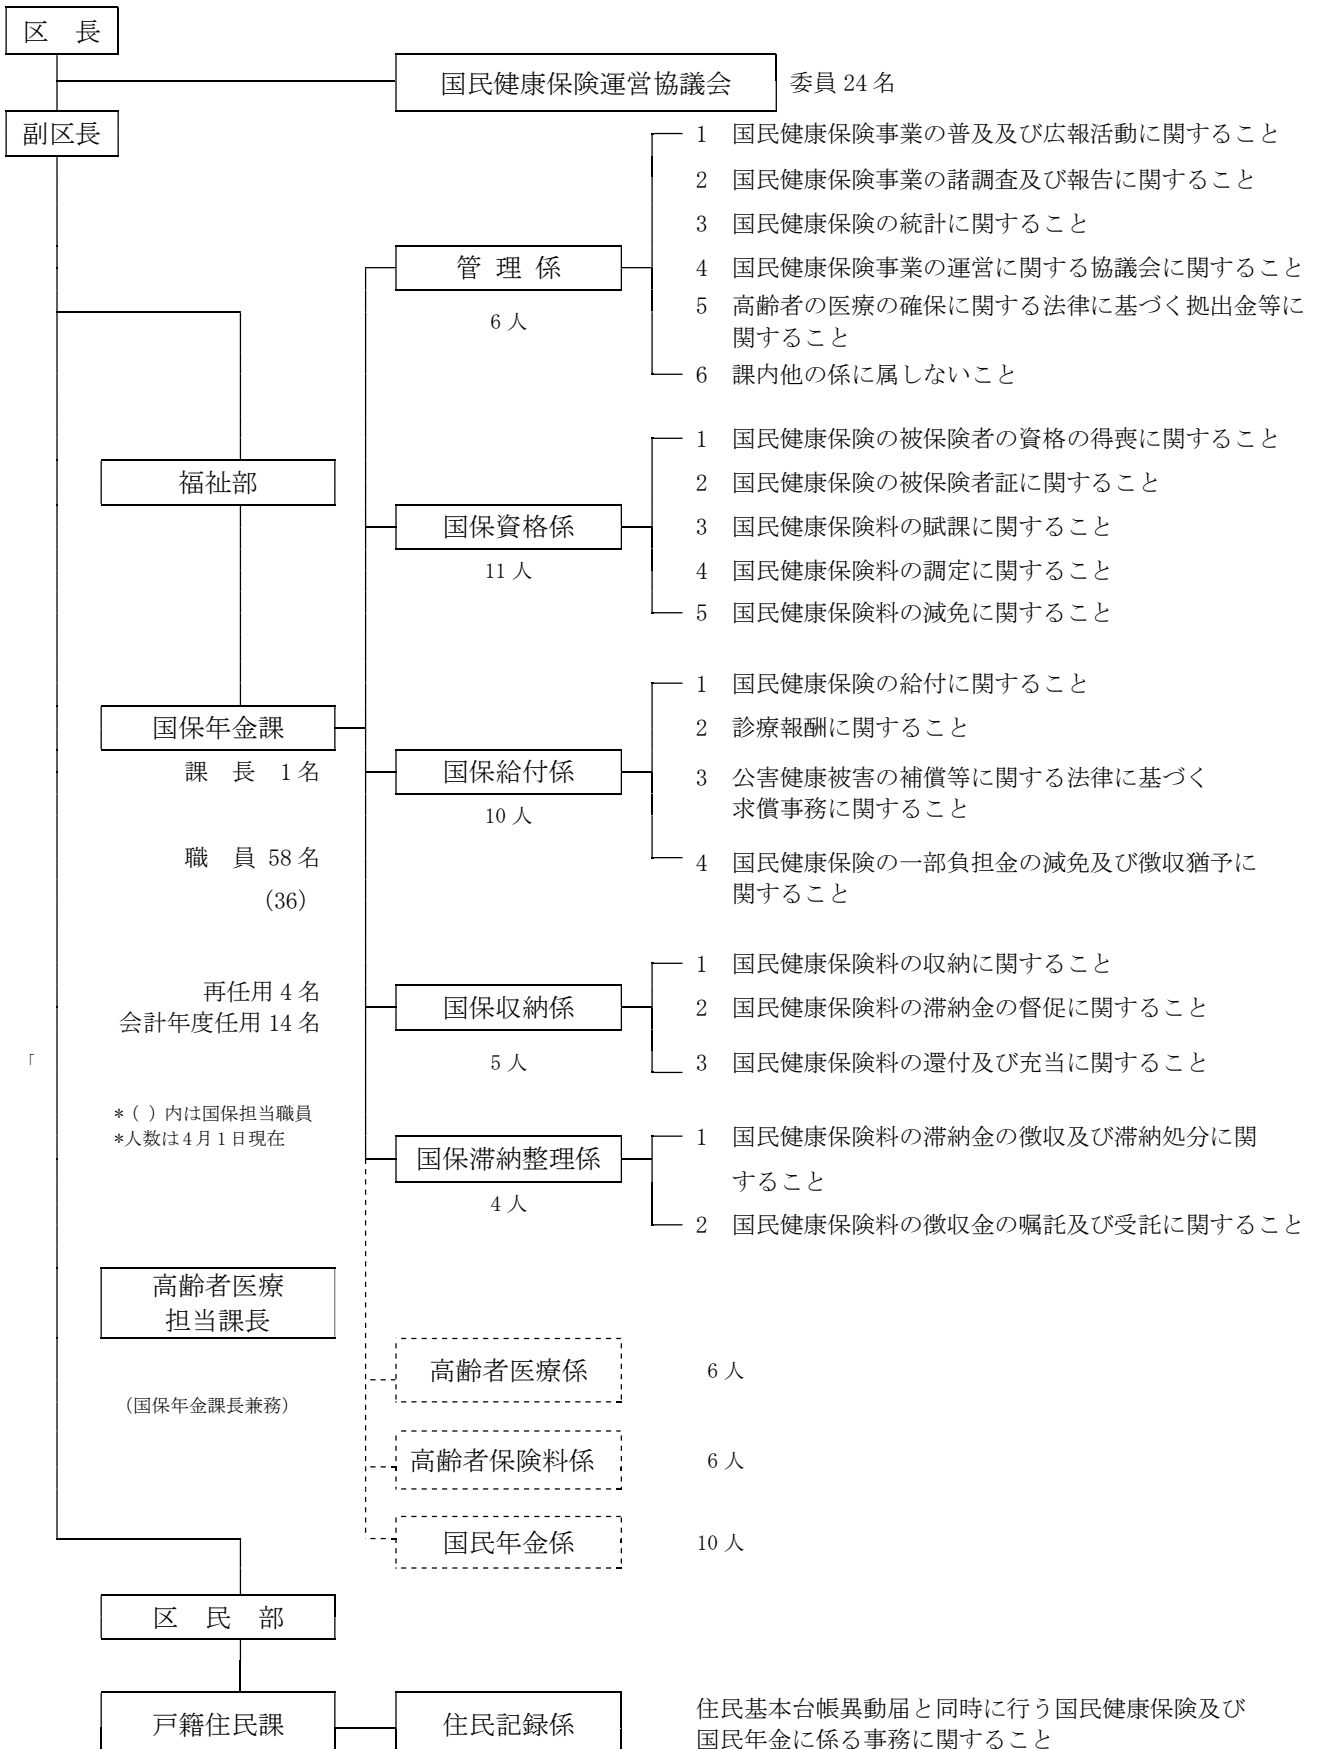 区　長
国民健康保険運営協議会　委員 24 名
副区長
1　国民健康保険事業の普及及び広報活動に関すること
2　国民健康保険事業の諸調査及び報告に関すること
3　国民健康保険の統計に関すること
管 理 係
4　国民健康保険事業の運営に関する協議会に関すること
6 人
5　高齢者の医療の確保に関する法律に基づく拠出金等に
関すること
6　課内他の係に属しないこと
福祉部
1　国民健康保険の被保険者の資格の得喪に関すること
2　国民健康保険の被保険者証に関すること
国保資格係
3　国民健康保険料の賦課に関すること
11 人
4　国民健康保険料の調定に関すること
5　国民健康保険料の減免に関すること
国保年金課
課　長　1 名
職　員 58 名
(36)
再任用 4 名
会計年度任用 14 名
「
*（ ）内は国保担当職員
*人数は4月1日現在
1　国民健康保険の給付に関すること
2　診療報酬に関すること
国保給付係
10 人
3　公害健康被害の補償等に関する法律に基づく
求償事務に関すること
4　国民健康保険の一部負担金の減免及び徴収猶予に
関すること
1　国民健康保険料の収納に関すること
国保収納係
2　国民健康保険料の滞納金の督促に関すること
5 人
3　国民健康保険料の還付及び充当に関すること
国保滞納整理係
4 人
1　国民健康保険料の滞納金の徴収及び滞納処分に関
すること
2　国民健康保険料の徴収金の嘱託及び受託に関すること
高齢者医療
担当課長
（国保年金課長兼務）
高齢者医療係　6 人
高齢者保険料係　6 人
国民年金係　10 人
区　民　部
戸籍住民課
住民記録係
住民基本台帳異動届と同時に行う国民健康保険及び
国民年金に係る事務に関すること